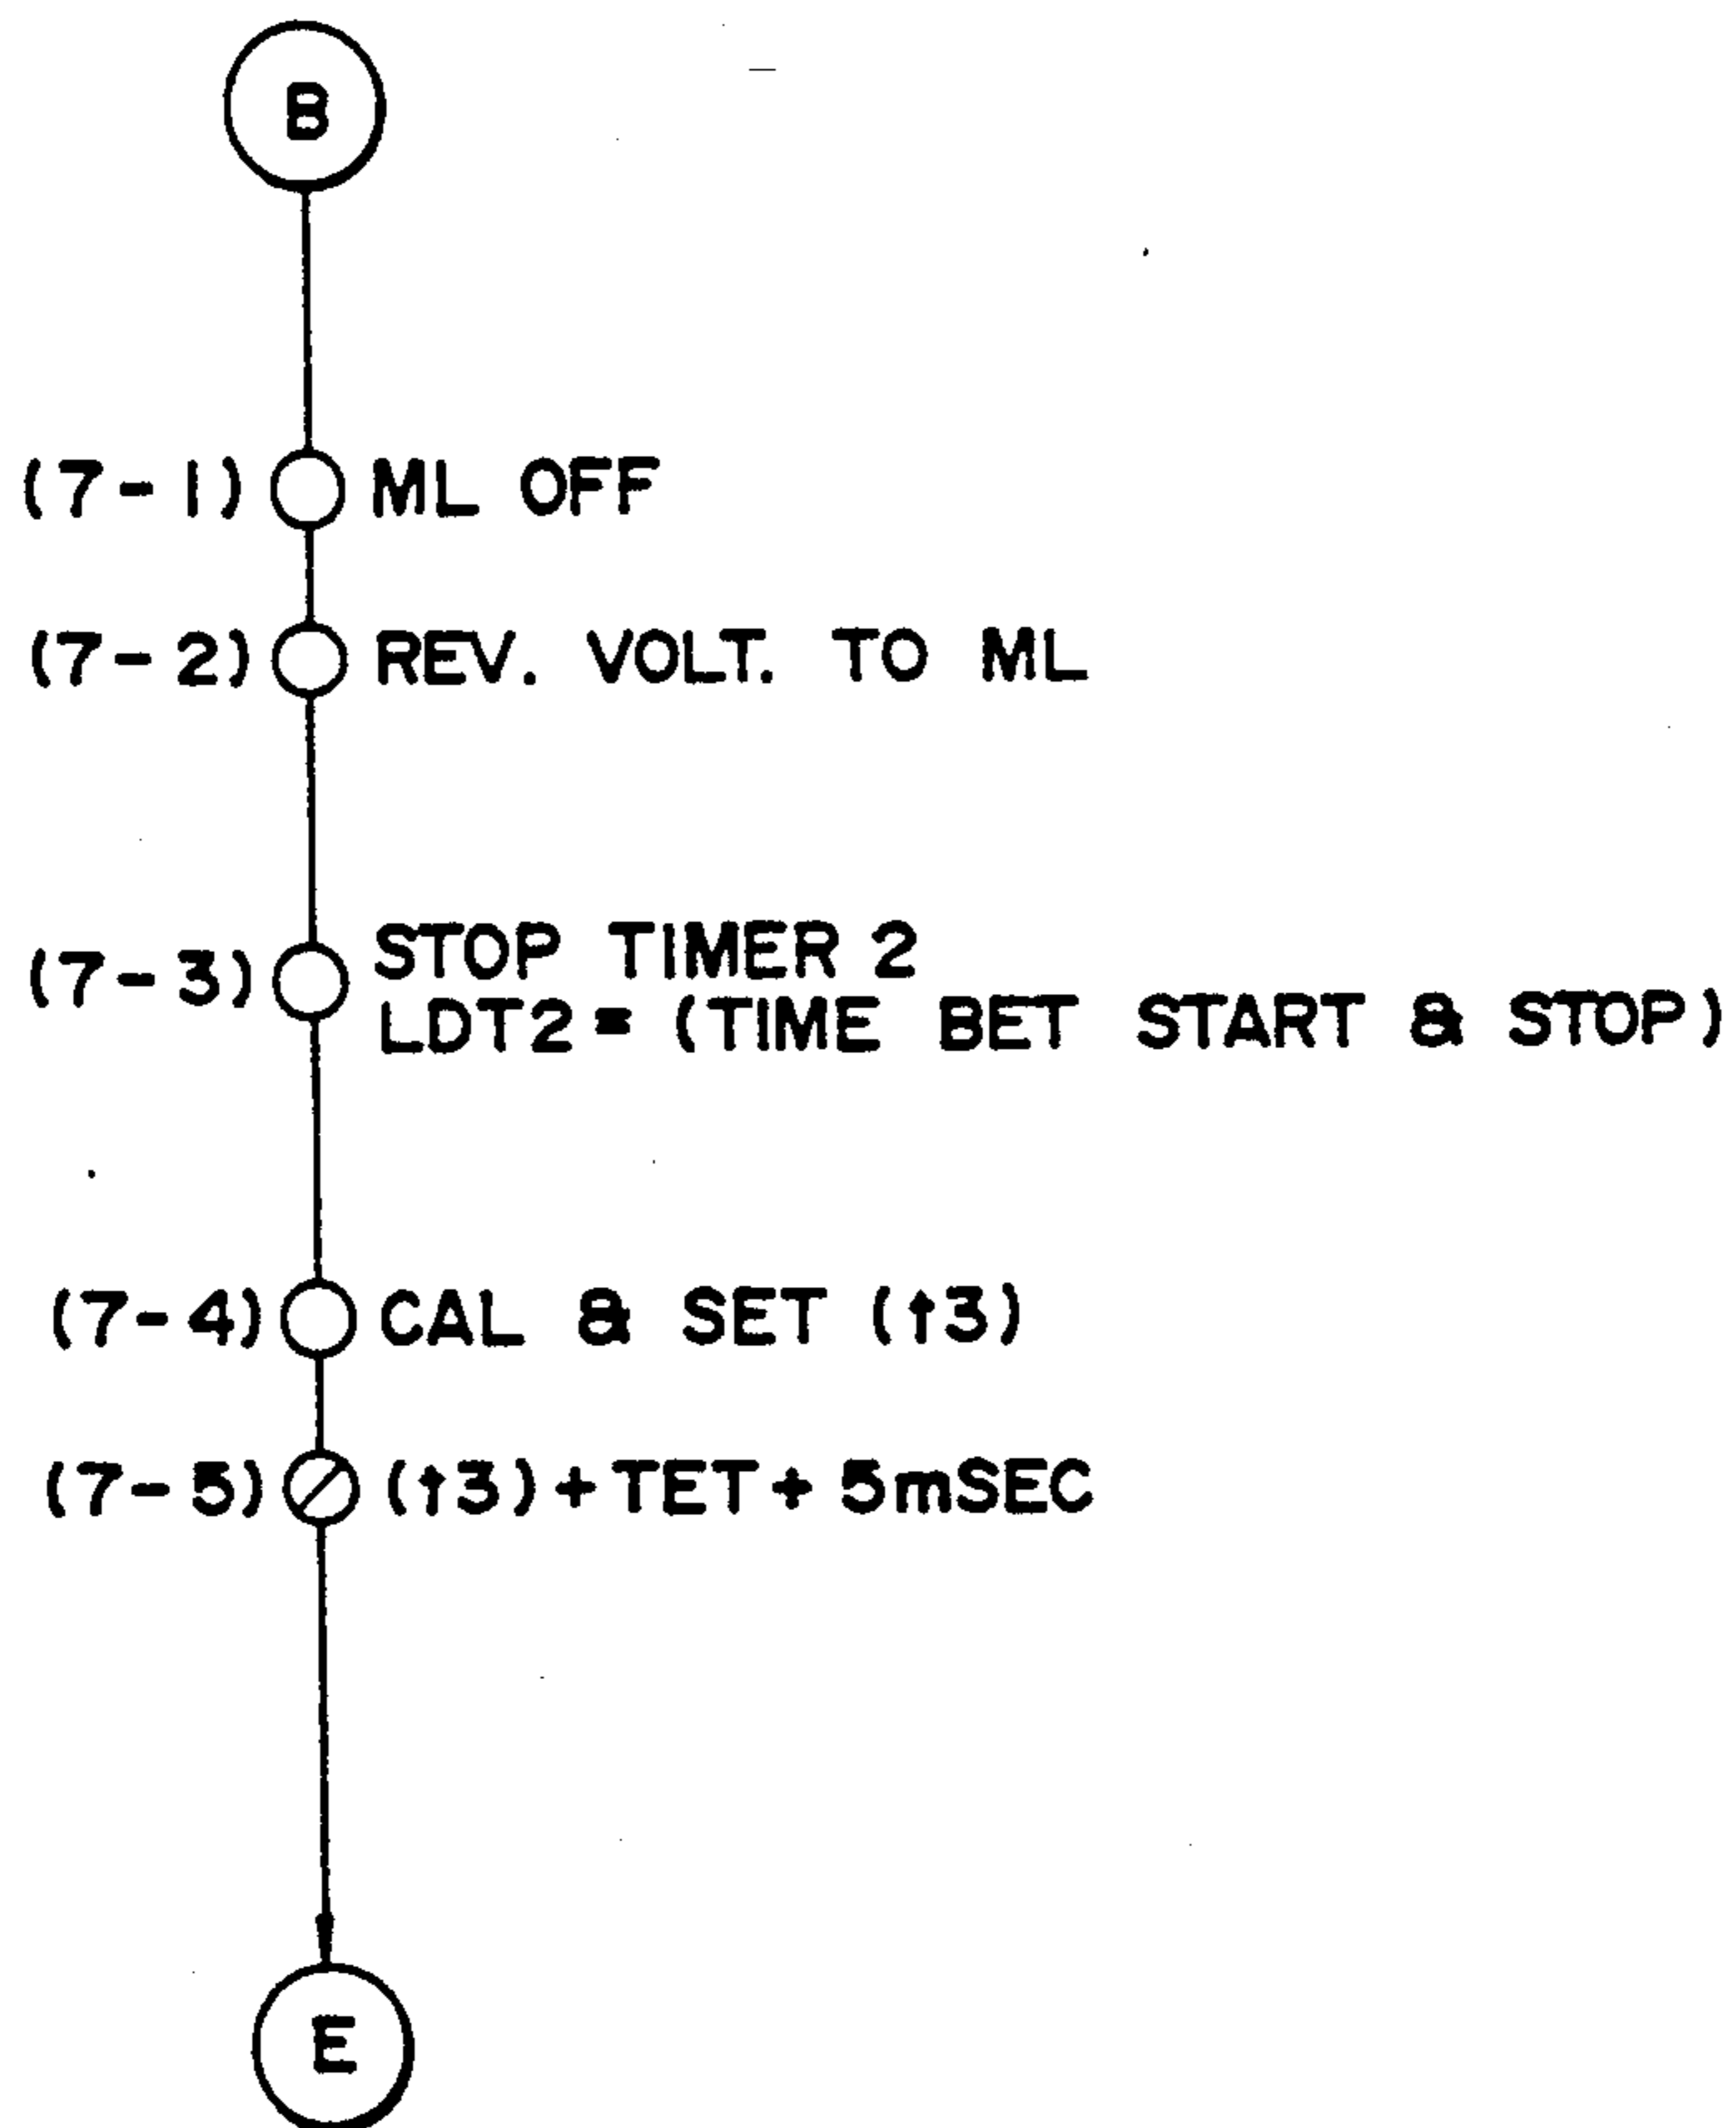 B
(7-1) ML OFF
(7-2) REV. VOLT. TO ML
(7-3) STOP TIMER 2
LDT2= (TIME BET START & STOP)
(7-4) CAL & SET (t3)
(7-5) (t3)+TET+5mSEC
E